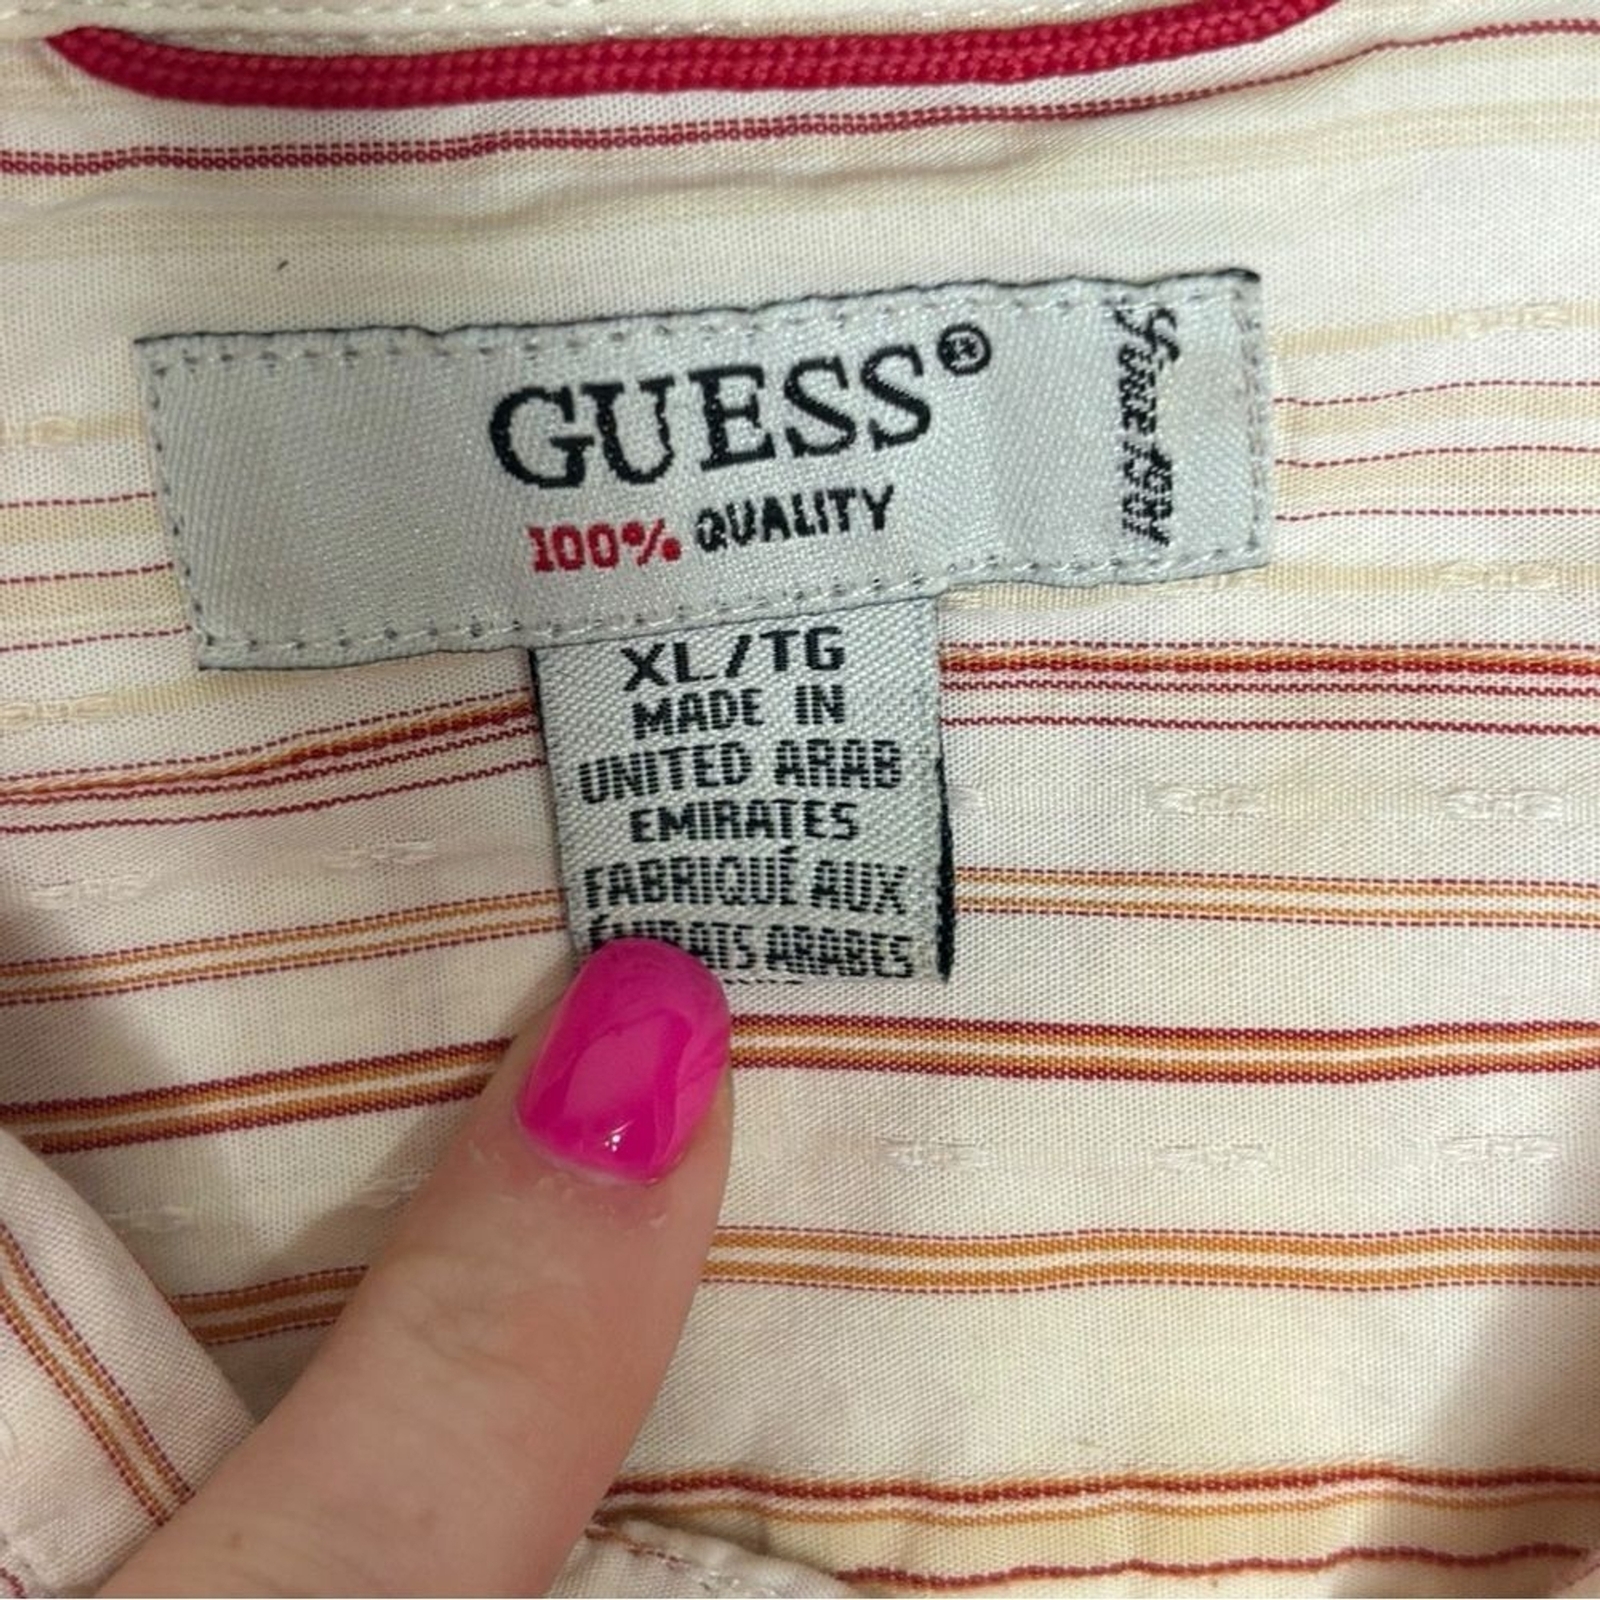 GUESS®
100% QUALITY
Since 1981
XL/TG
MADE IN
UNITED ARAB
EMIRATES
FABRIQUÉ AUX
ÉMIRATS ARABES